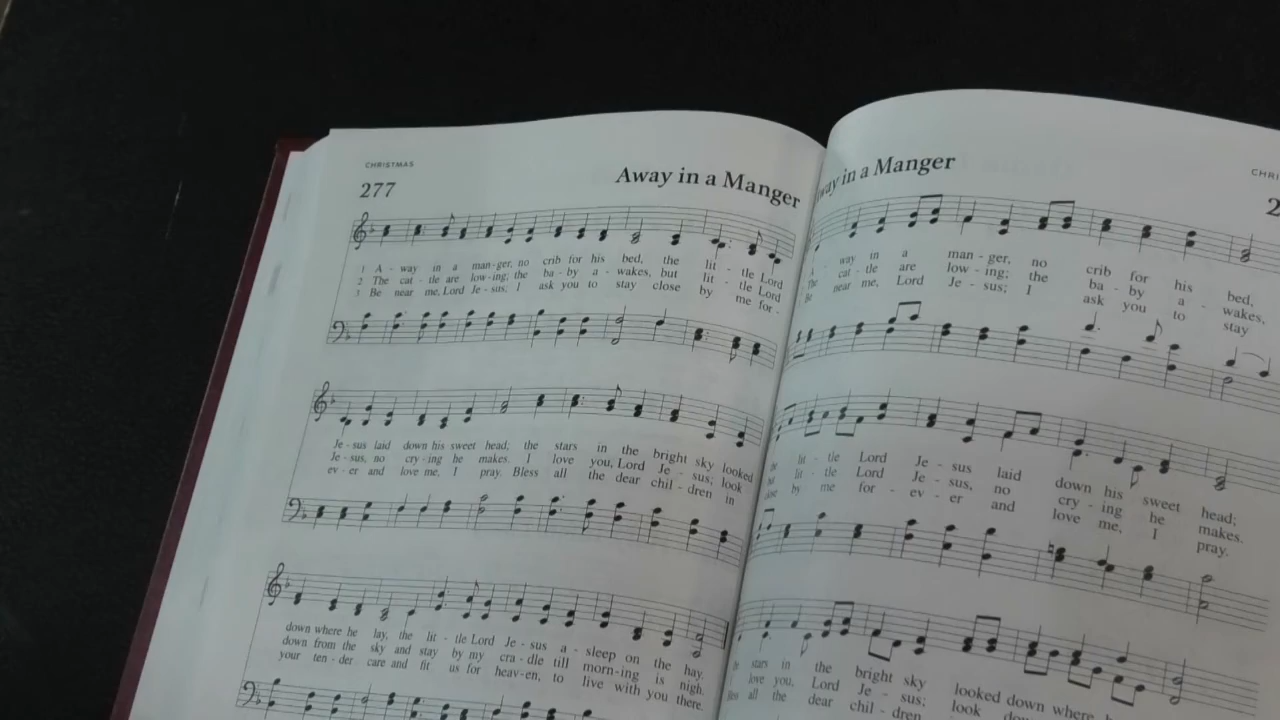 CHRISTMAS
277
Away in a Manger
1 A - way in a man - ger, no crib for his bed, the lit - tle Lord
2 The cat - tle are low - ing; the ba - by a - wakes, but lit - tle Lord
3 Be near me, Lord Je - sus; I ask you to stay close by me for -
Je - sus laid down his sweet head; the stars in the bright sky looked
Je - sus, no cry - ing he makes. I love you, Lord Je - sus; look
ev - er and love me, I pray. Bless all the dear chil - dren in
down where he lay, the lit - tle Lord Je - sus a - sleep on the hay.
down from the sky and stay by my cra - dle till morn - ing is nigh.
your ten - der care and fit us for heav - en, to live with you there.
CHRI
2
Away in a Manger
A - way in a man - ger, no crib for his bed,
The cat - tle are low - ing; the ba - by a - wakes,
Be near me, Lord Je - sus; I ask you to stay
the lit - tle Lord Je - sus laid down his sweet head;
but lit - tle Lord Je - sus, no cry - ing he makes.
close by me for - ev - er and love me, I pray.
stars in the bright sky looked down where
I love you, Lord Je - sus; look
Bless all the dear chil - dren